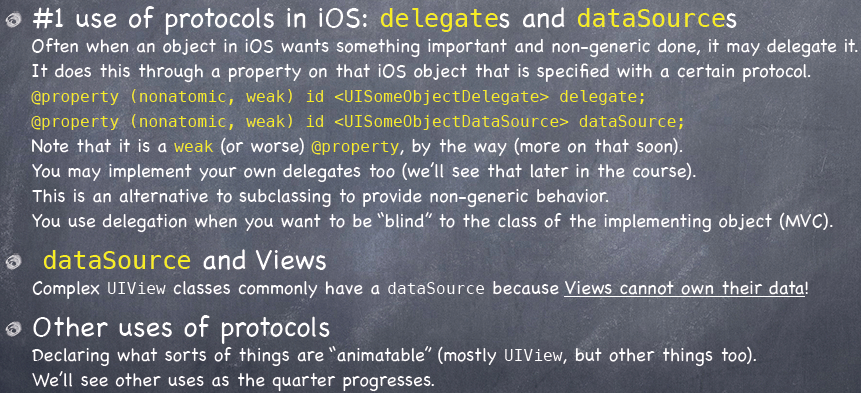 #1 use of protocols in iOS: delegates and dataSources
Often when an object in iOS wants something important and non-generic done, it may delegate it.
It does this through a property on that iOS object that is specified with a certain protocol.
@property (nonatomic, weak) id <UISomeObjectDelegate> delegate;
@property (nonatomic, weak) id <UISomeObjectDataSource> dataSource;
Note that it is a weak (or worse) @property, by the way (more on that soon).
You may implement your own delegates too (we'll see that later in the course).
This is an alternative to subclassing to provide non-generic behavior.
You use delegation when you want to be “blind” to the class of the implementing object (MVC).
dataSource and Views
Complex UIView classes commonly have a dataSource because Views cannot own their data!
Other uses of protocols
Declaring what sorts of things are “animatable” (mostly UIView, but other things too).
We'll see other uses as the quarter progresses.